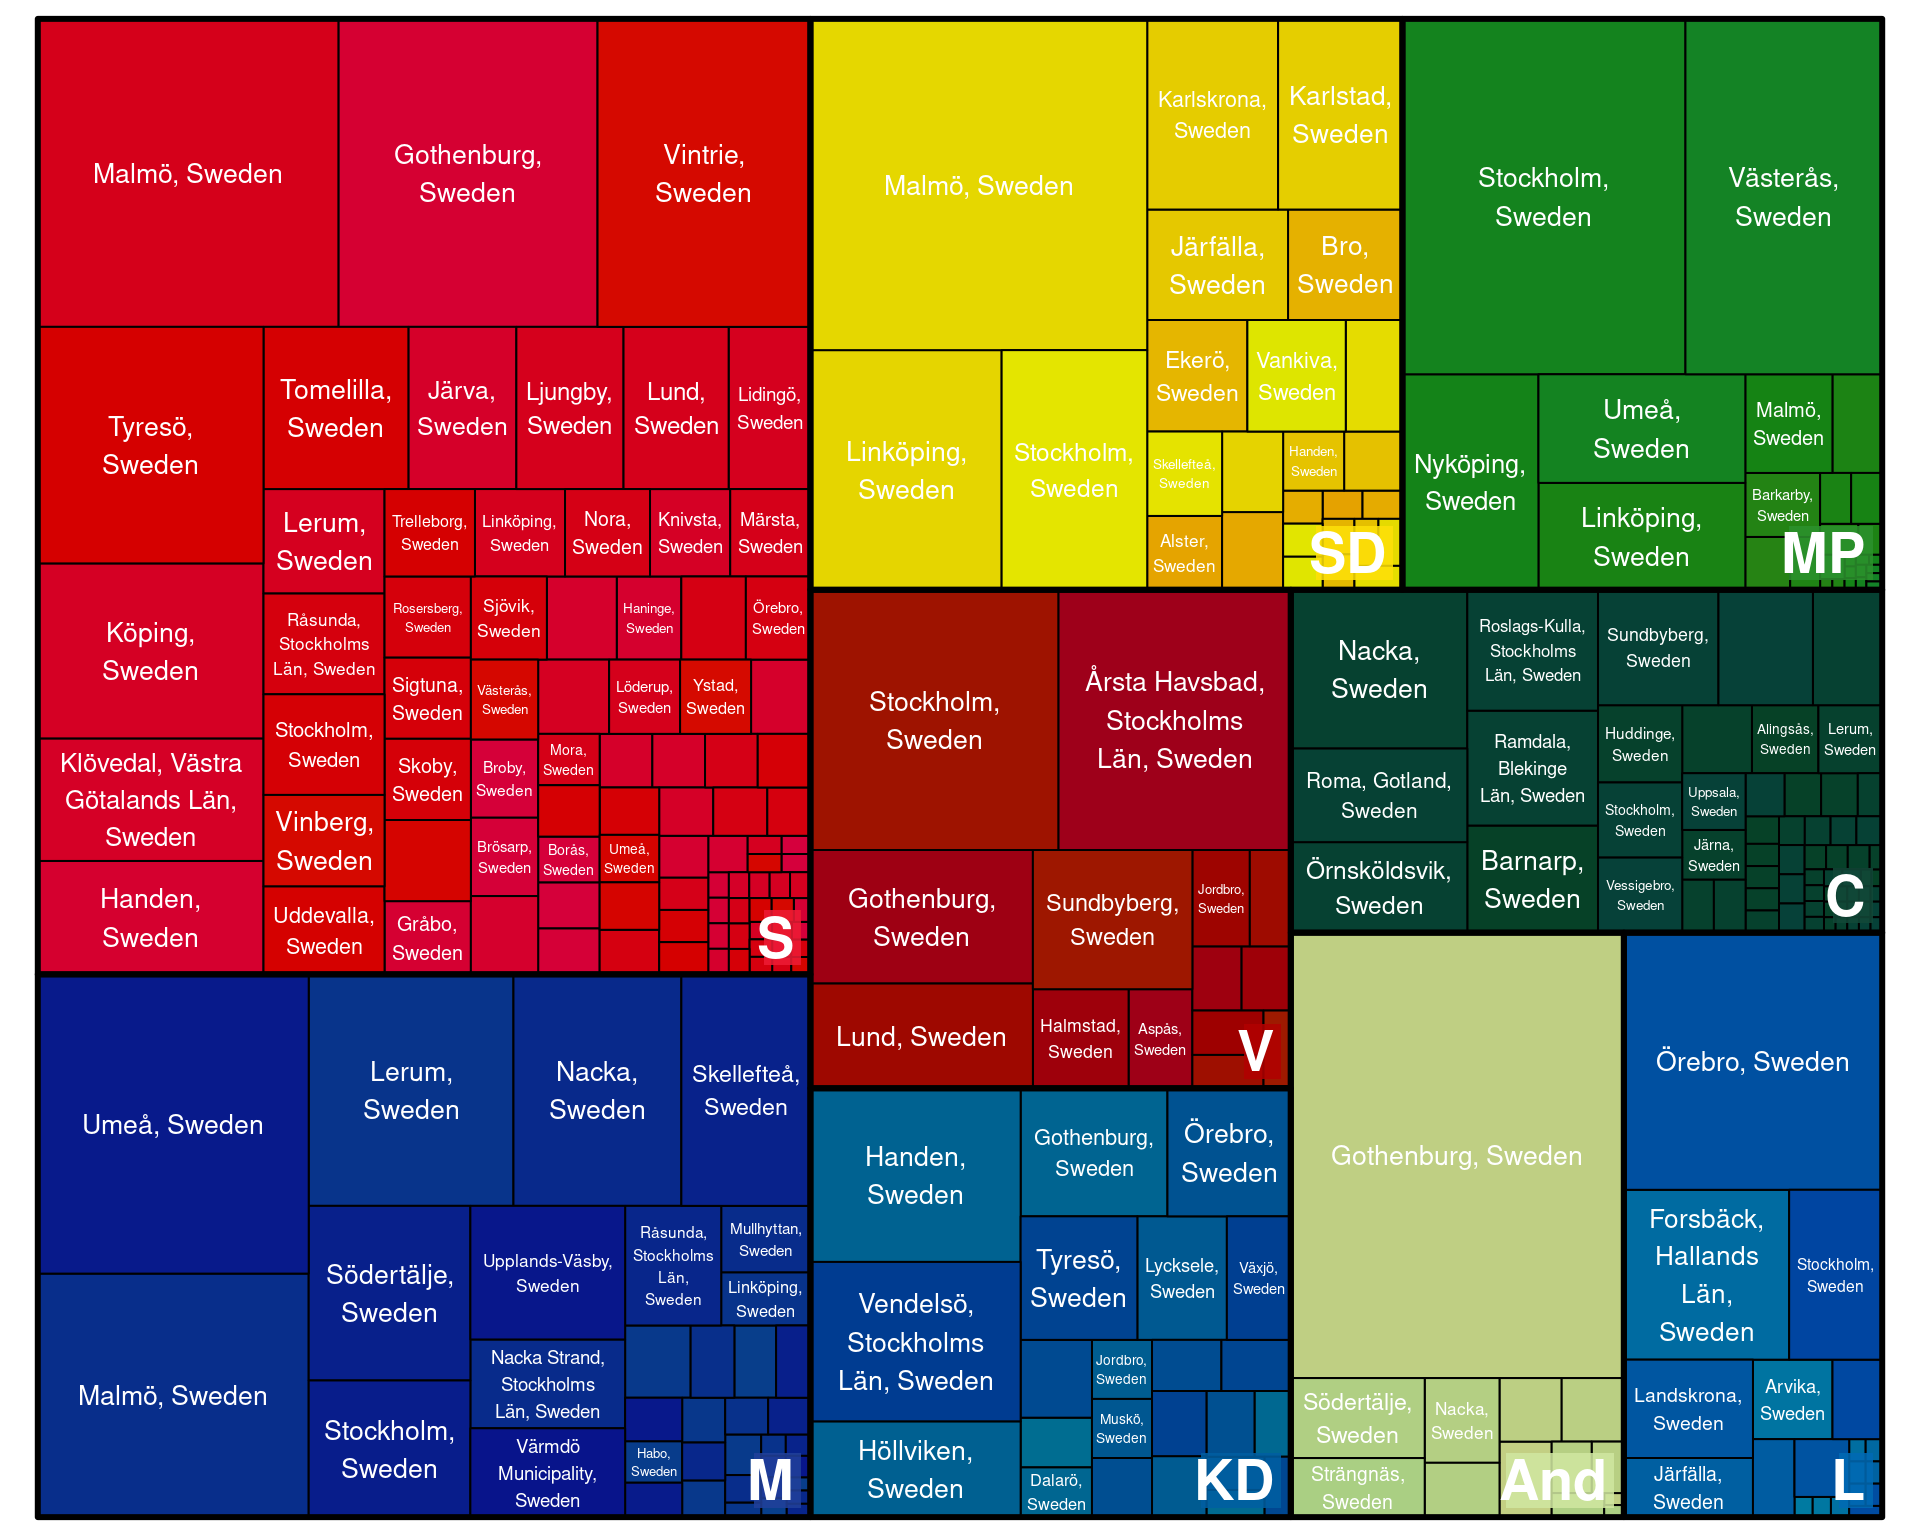 Malmö, Sweden
Gothenburg,
Sweden
Vintrie,
Sweden
Tyresö,
Sweden
Tomelilla,
Sweden
Järva,
Sweden
Ljungby,
Sweden
Lund,
Sweden
Lidingö,
Sweden
Lerum,
Sweden
Trelleborg,
Sweden
Linköping,
Sweden
Nora,
Sweden
Knivsta,
Sweden
Märsta,
Sweden
Köping,
Sweden
Råsunda,
Stockholms
Län, Sweden
Rosersberg,
Sweden
Sjövik,
Sweden
Haninge,
Sweden
Örebro,
Sweden
Sigtuna,
Sweden
Västerås,
Sweden
Löderup,
Sweden
Ystad,
Sweden
Stockholm,
Sweden
Klövedal, Västra
Götalands Län,
Sweden
Skoby,
Sweden
Broby,
Sweden
Mora,
Sweden
Vinberg,
Sweden
Brösarp,
Sweden
Borås,
Sweden
Umeå,
Sweden
Handen,
Sweden
Uddevalla,
Sweden
Gråbo,
Sweden
S
Malmö, Sweden
Karlskrona,
Sweden
Karlstad,
Sweden
Järfälla,
Sweden
Bro,
Sweden
Linköping,
Sweden
Stockholm,
Sweden
Ekerö,
Sweden
Vankiva,
Sweden
Skellefteå,
Sweden
Handen,
Sweden
Alster,
Sweden
SD
Stockholm,
Sweden
Västerås,
Sweden
Nyköping,
Sweden
Umeå,
Sweden
Malmö,
Sweden
Linköping,
Sweden
Barkarby,
Sweden
MP
Stockholm,
Sweden
Årsta Havsbad,
Stockholms
Län, Sweden
Gothenburg,
Sweden
Sundbyberg,
Sweden
Jordbro,
Sweden
Lund, Sweden
Halmstad,
Sweden
Aspås,
Sweden
V
Nacka,
Sweden
Roslags-Kulla,
Stockholms
Län, Sweden
Sundbyberg,
Sweden
Roma, Gotland,
Sweden
Ramdala,
Blekinge
Län, Sweden
Huddinge,
Sweden
Alingsås,
Sweden
Lerum,
Sweden
Stockholm,
Sweden
Uppsala,
Sweden
Järna,
Sweden
Örnsköldsvik,
Sweden
Barnarp,
Sweden
Vessigebro,
Sweden
C
Umeå, Sweden
Lerum,
Sweden
Nacka,
Sweden
Skellefteå,
Sweden
Malmö, Sweden
Södertälje,
Sweden
Upplands-Väsby,
Sweden
Råsunda,
Stockholms
Län,
Sweden
Mullhyttan,
Sweden
Linköping,
Sweden
Stockholm,
Sweden
Nacka Strand,
Stockholms
Län, Sweden
Värmdö
Municipality,
Sweden
Habo,
Sweden
M
Handen,
Sweden
Gothenburg,
Sweden
Örebro,
Sweden
Vendelsö,
Stockholms
Län, Sweden
Tyresö,
Sweden
Lycksele,
Sweden
Växjö,
Sweden
Jordbro,
Sweden
Muskö,
Sweden
Höllviken,
Sweden
Dalarö,
Sweden
KD
Gothenburg, Sweden
Södertälje,
Sweden
Nacka,
Sweden
Strängnäs,
Sweden
And
Örebro, Sweden
Forsbäck,
Hallands
Län,
Sweden
Stockholm,
Sweden
Landskrona,
Sweden
Arvika,
Sweden
Järfälla,
Sweden
L